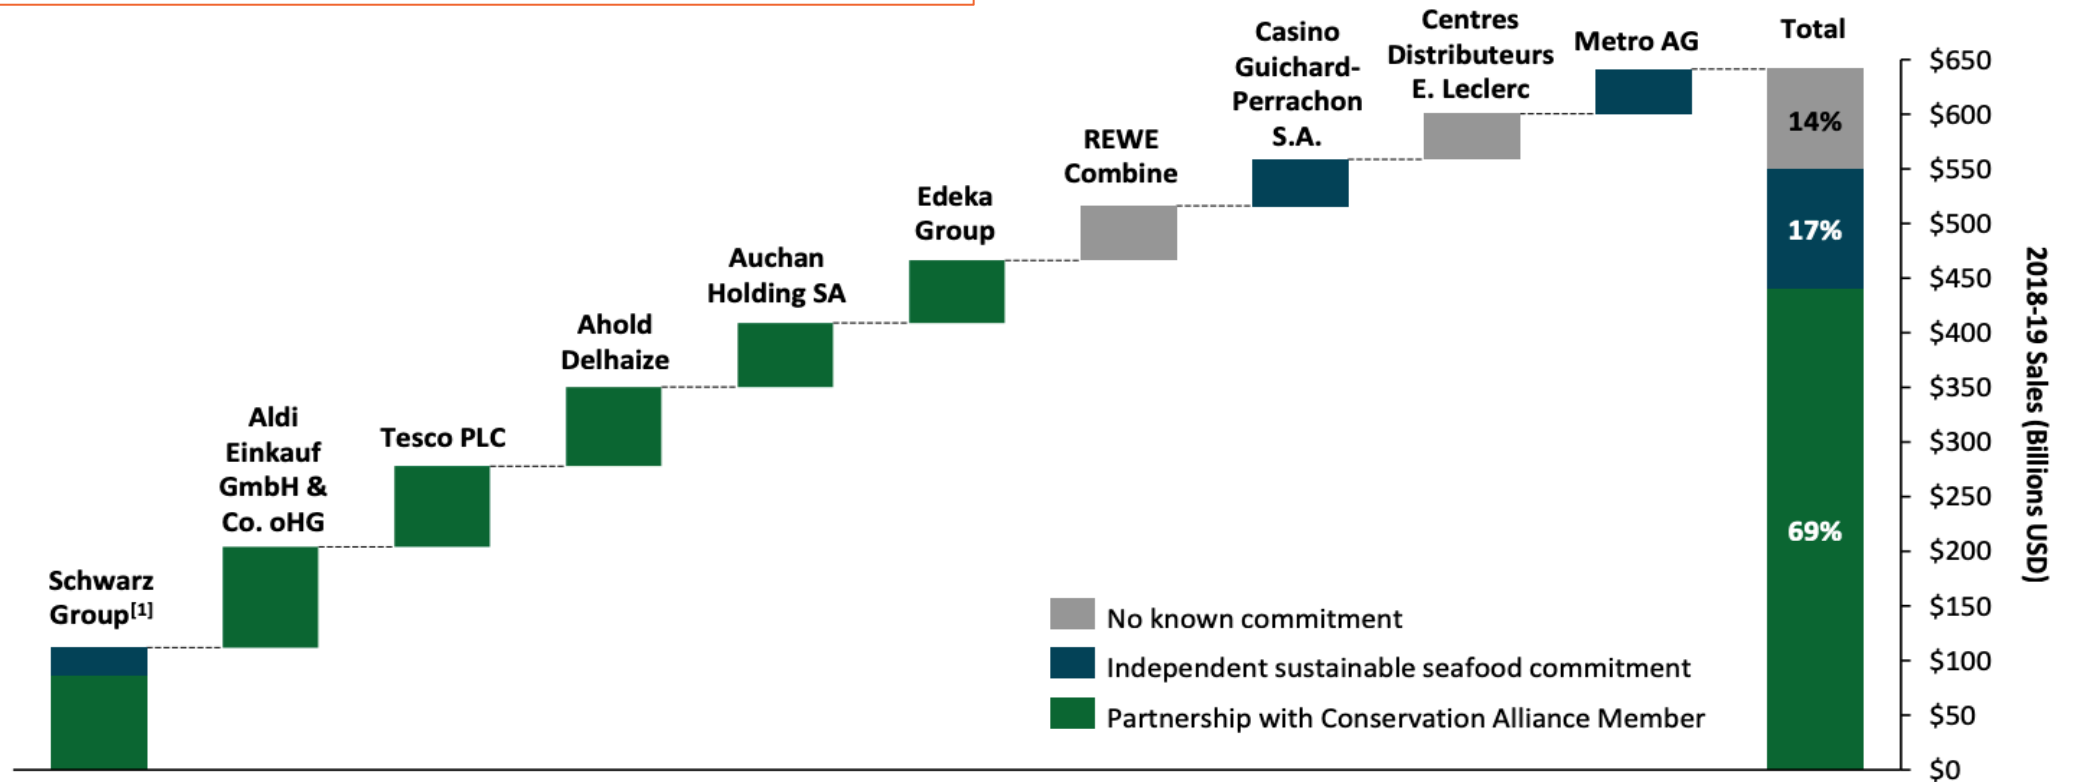 Schwarz
Group[1]
Aldi
Einkauf
GmbH &
Co. oHG
Tesco PLC
Ahold
Delhaize
Auchan
Holding SA
Edeka
Group
REWE
Combine
Casino
Guichard-
Perrachon
S.A.
Centres
Distributeurs
E. Leclerc
Metro AG
Total
14%
17%
69%
$650
$600
$550
$500
$450
$400
$350
$300
$250
$200
$150
$100
$50
$0
2018-19 Sales (Billions USD)
No known commitment
Independent sustainable seafood commitment
Partnership with Conservation Alliance Member